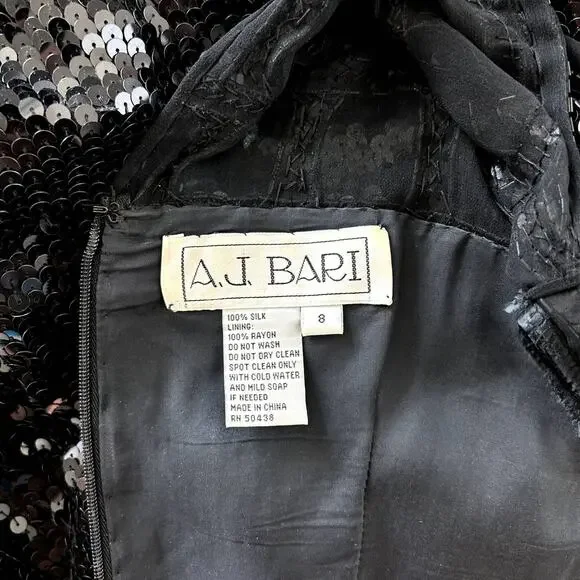 A.J. BARI
8
100% SILK
LINING:
100% RAYON
DO NOT WASH
DO NOT DRY CLEAN
SPOT CLEAN ONLY
WITH COLD WATER
AND MILD SOAP
IF NEEDED
MADE IN CHINA
RN 50438